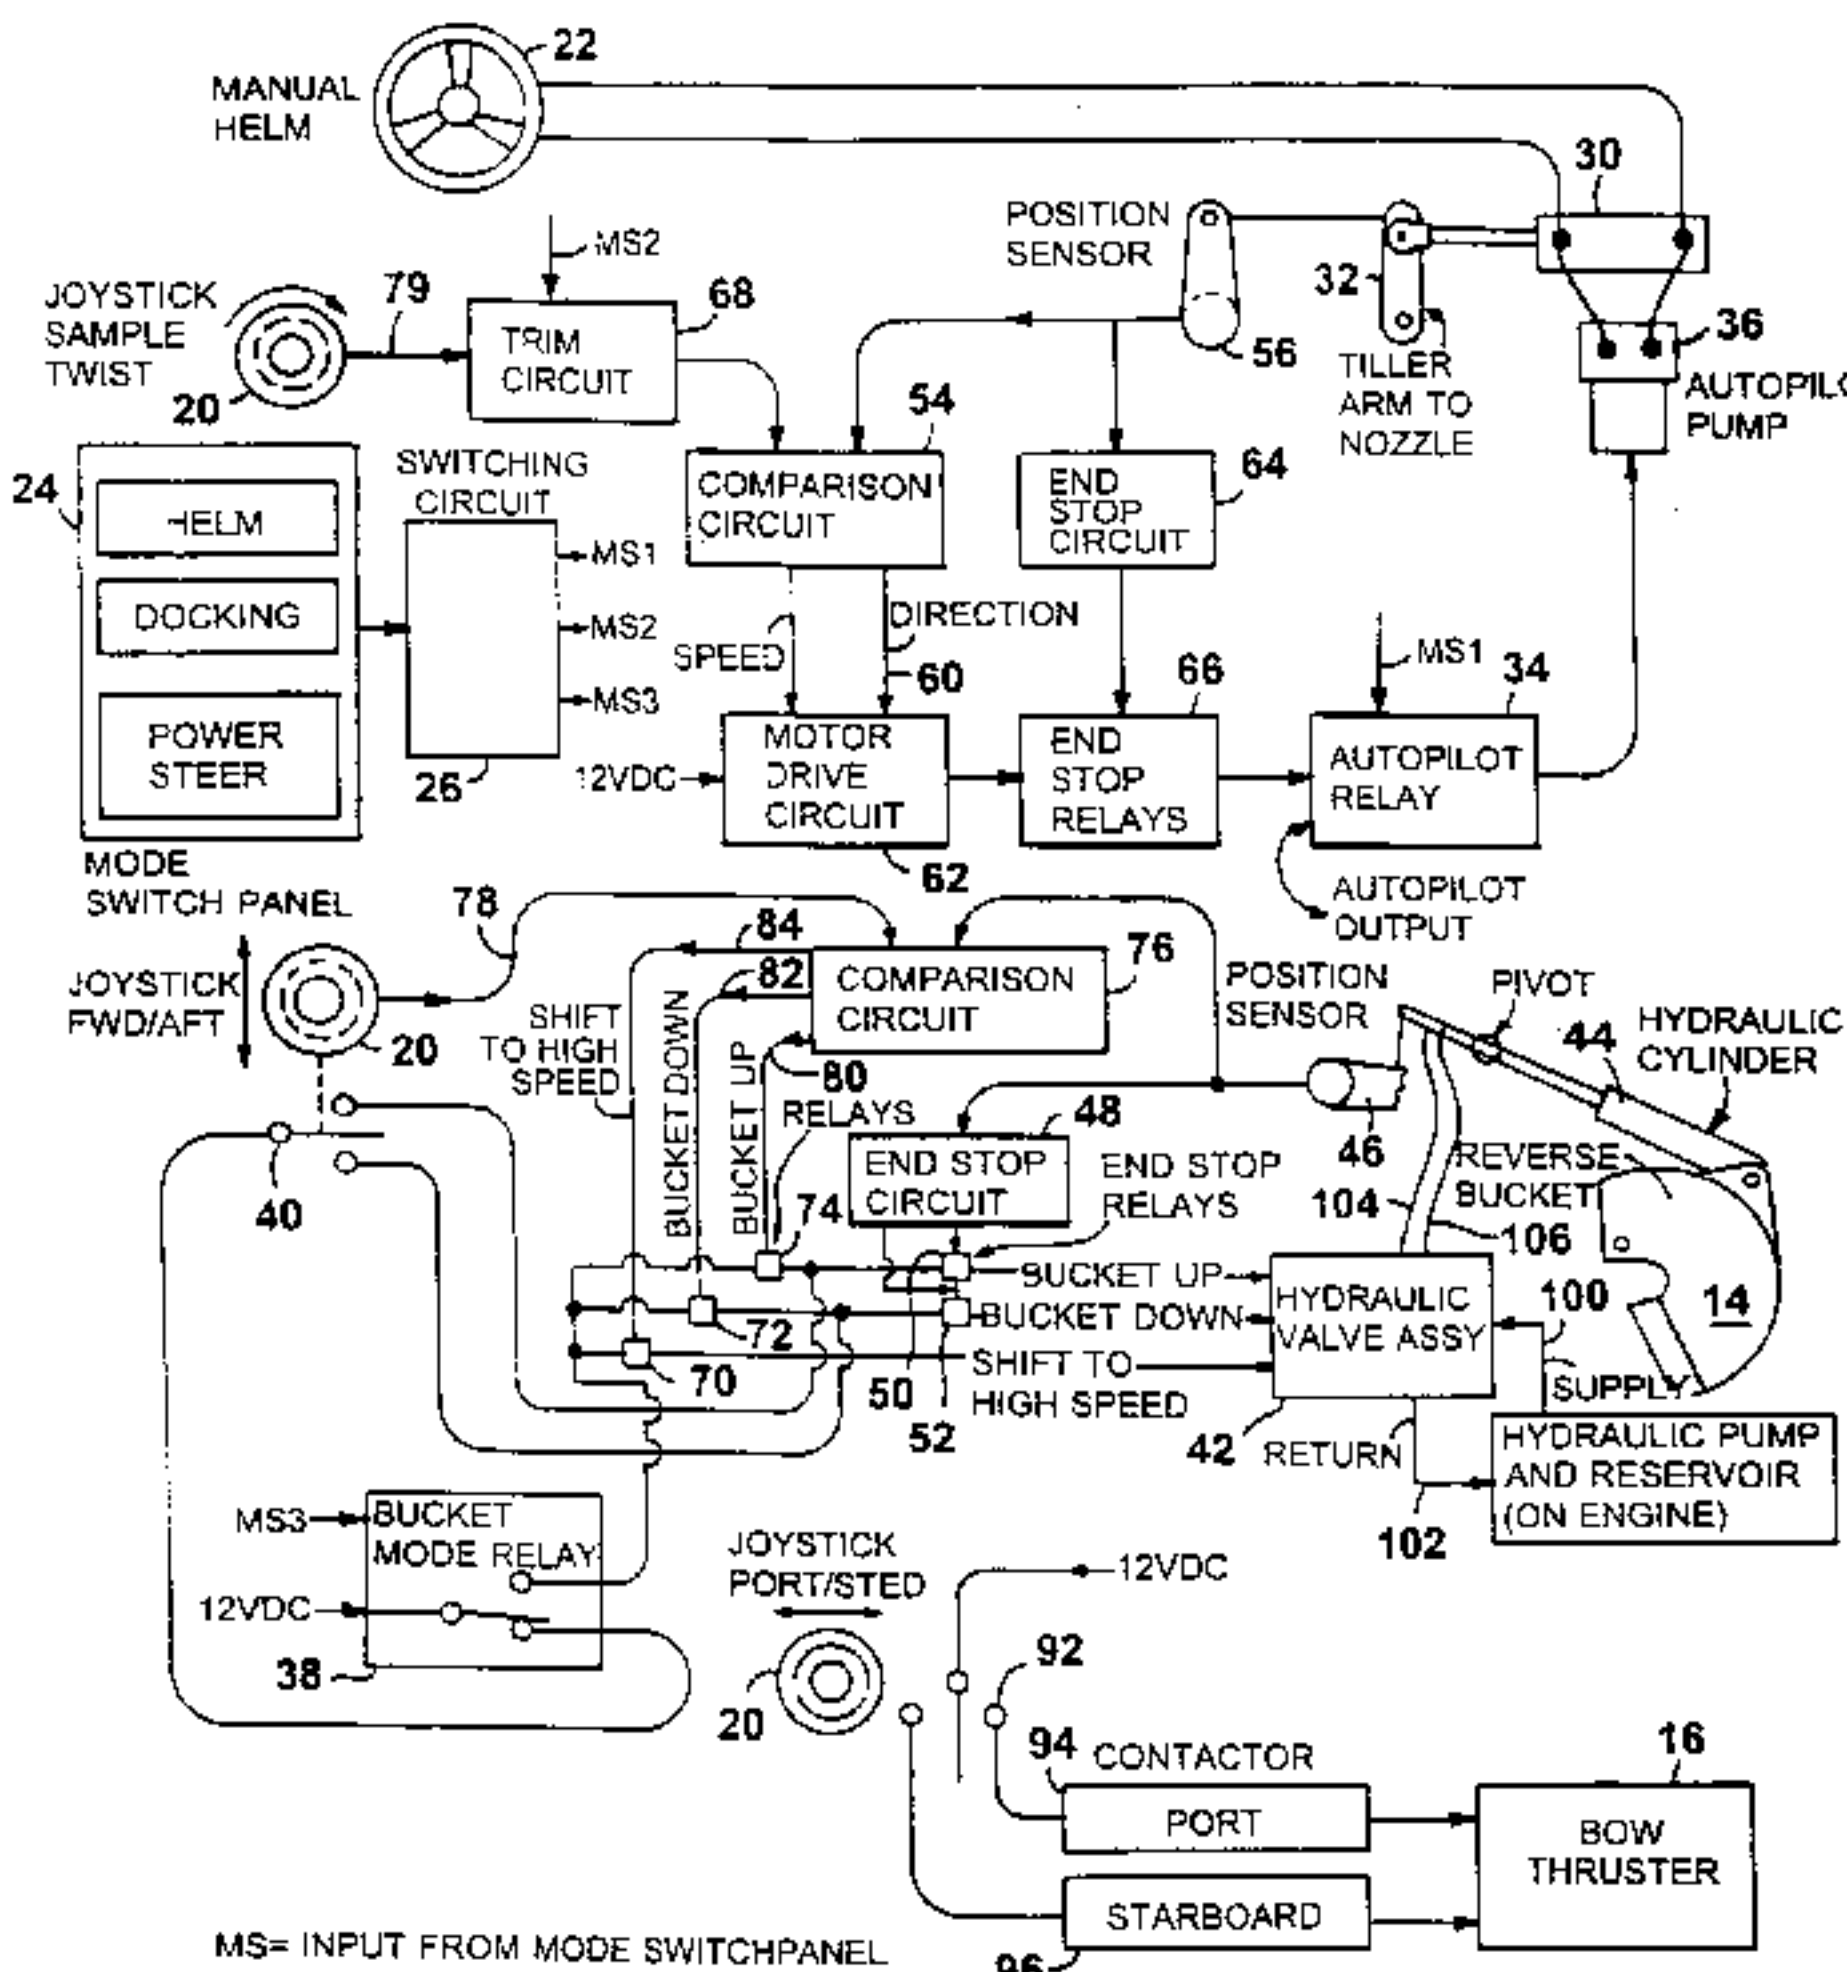 22
MANUAL
HELM
30
MS2
POSITION
SENSOR
JOYSTICK
SAMPLE
TWIST
79
68
32
36
TRIM
CIRCUIT
56
TILLER
ARM TO
NOZZLE
AUTOPILO
PUMP
20
54
24
SWITCHING
CIRCUIT
COMPARISON
CIRCUIT
END
STOP
CIRCUIT
64
HELM
MS1
DOCKING
MS2
SPEED
DIRECTION
60
MS1
MS3
66
34
POWER
STEER
26
12VDC
MOTOR
DRIVE
CIRCUIT
END
STOP
RELAYS
AUTOPILOT
RELAY
MODE
SWITCH PANEL
62
AUTOPILOT
OUTPUT
78
84
76
82
JOYSTICK
FWD/AFT
COMPARISON
CIRCUIT
POSITION
SENSOR
PIVOT
44
HYDRAULIC
CYLINDER
SHIFT
TO HIGH
SPEED
BUCKET DOWN
BUCKET UP
20
80
RELAYS
48
46
END STOP
CIRCUIT
END STOP
RELAYS
REVERSE
BUCKET
40
74
104
106
BUCKET UP
BUCKET DOWN
HYDRAULIC
VALVE ASSY
100
14
72
SHIFT TO
HIGH SPEED
70
50
52
42
RETURN
SUPPLY
HYDRAULIC PUMP
AND RESERVOIR
(ON ENGINE)
102
MS3
BUCKET
MODE RELAY
12VDC
38
JOYSTICK
PORT/STED
12VDC
92
20
94
CONTACTOR
16
PORT
BOW
THRUSTER
STARBOARD
96
MS= INPUT FROM MODE SWITCHPANEL